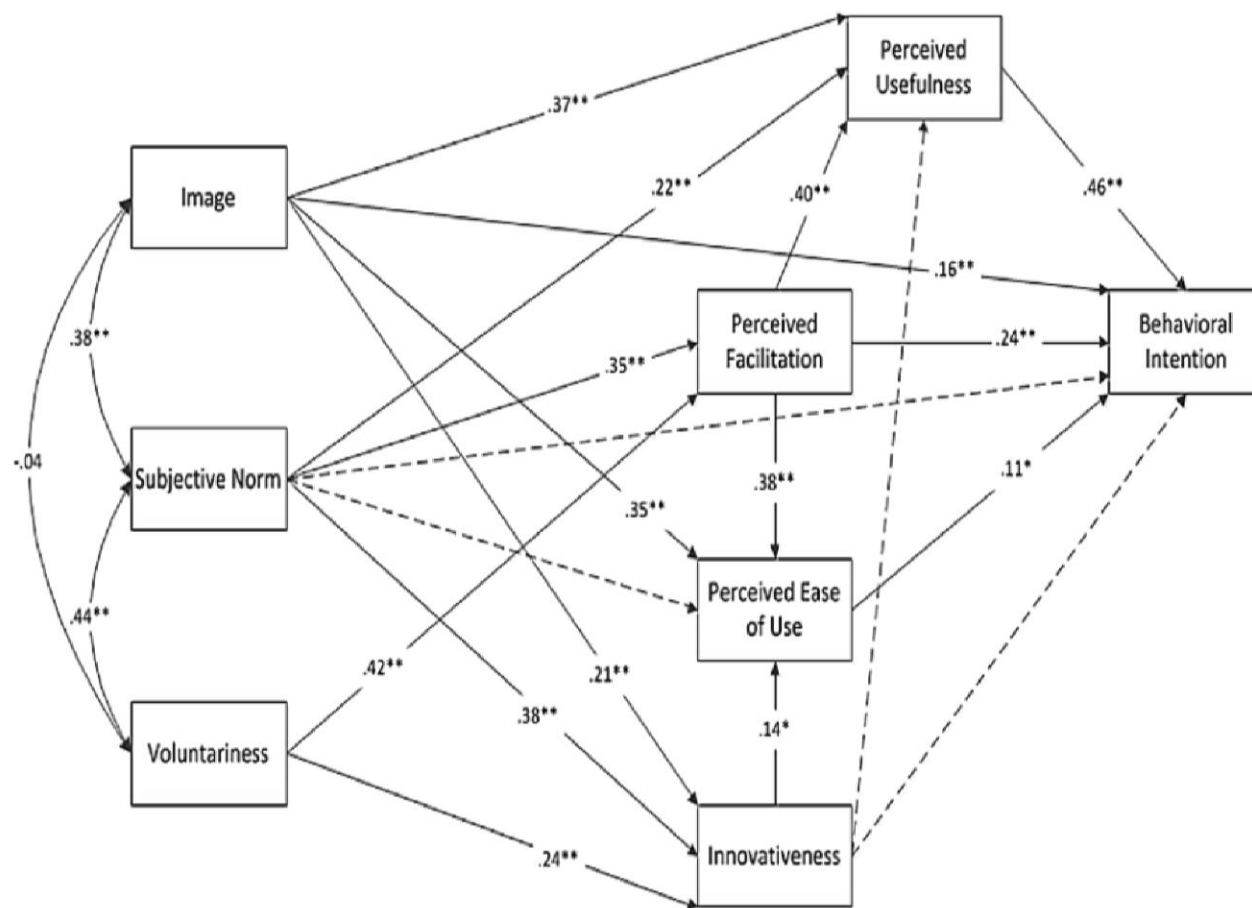 Perceived
Usefulness
.37**
Image
.22**
.40**
.46**
.16**
Perceived
Facilitation
Behavioral
Intention
.38**
.35**
.24**
Subjective Norm
-.04
.38**
.11*
.35**
Perceived Ease
of Use
.44**
.42**
.21**
.38**
.14*
Voluntariness
.24**
Innovativeness